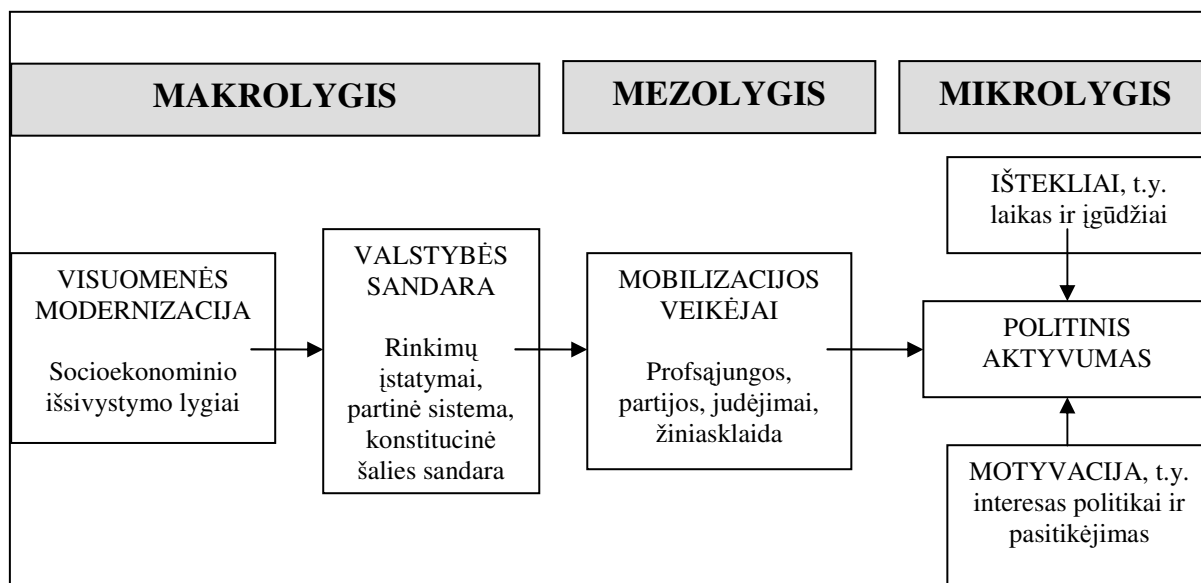 MAKROLYGIS
MEZOLYGIS
MIKROLYGIS
VISUOMENĖS
MODERNIZACIJA
Socioekonominio
išsivystymo lygiai
VALSTYBĖS
SANDARA
Rinkimų
įstatymai,
partinė sistema,
konstitucinė
šalies sandara
MOBILIZACIJOS
VEIKĖJAI
Profsąjungos,
partijos, judėjimai,
žiniasklaida
IŠTEKLIAI, t.y.
laikas ir įgūdžiai
POLITINIS
AKTYVUMAS
MOTYVACIJA, t.y.
interesas politikai ir
pasitikėjimas